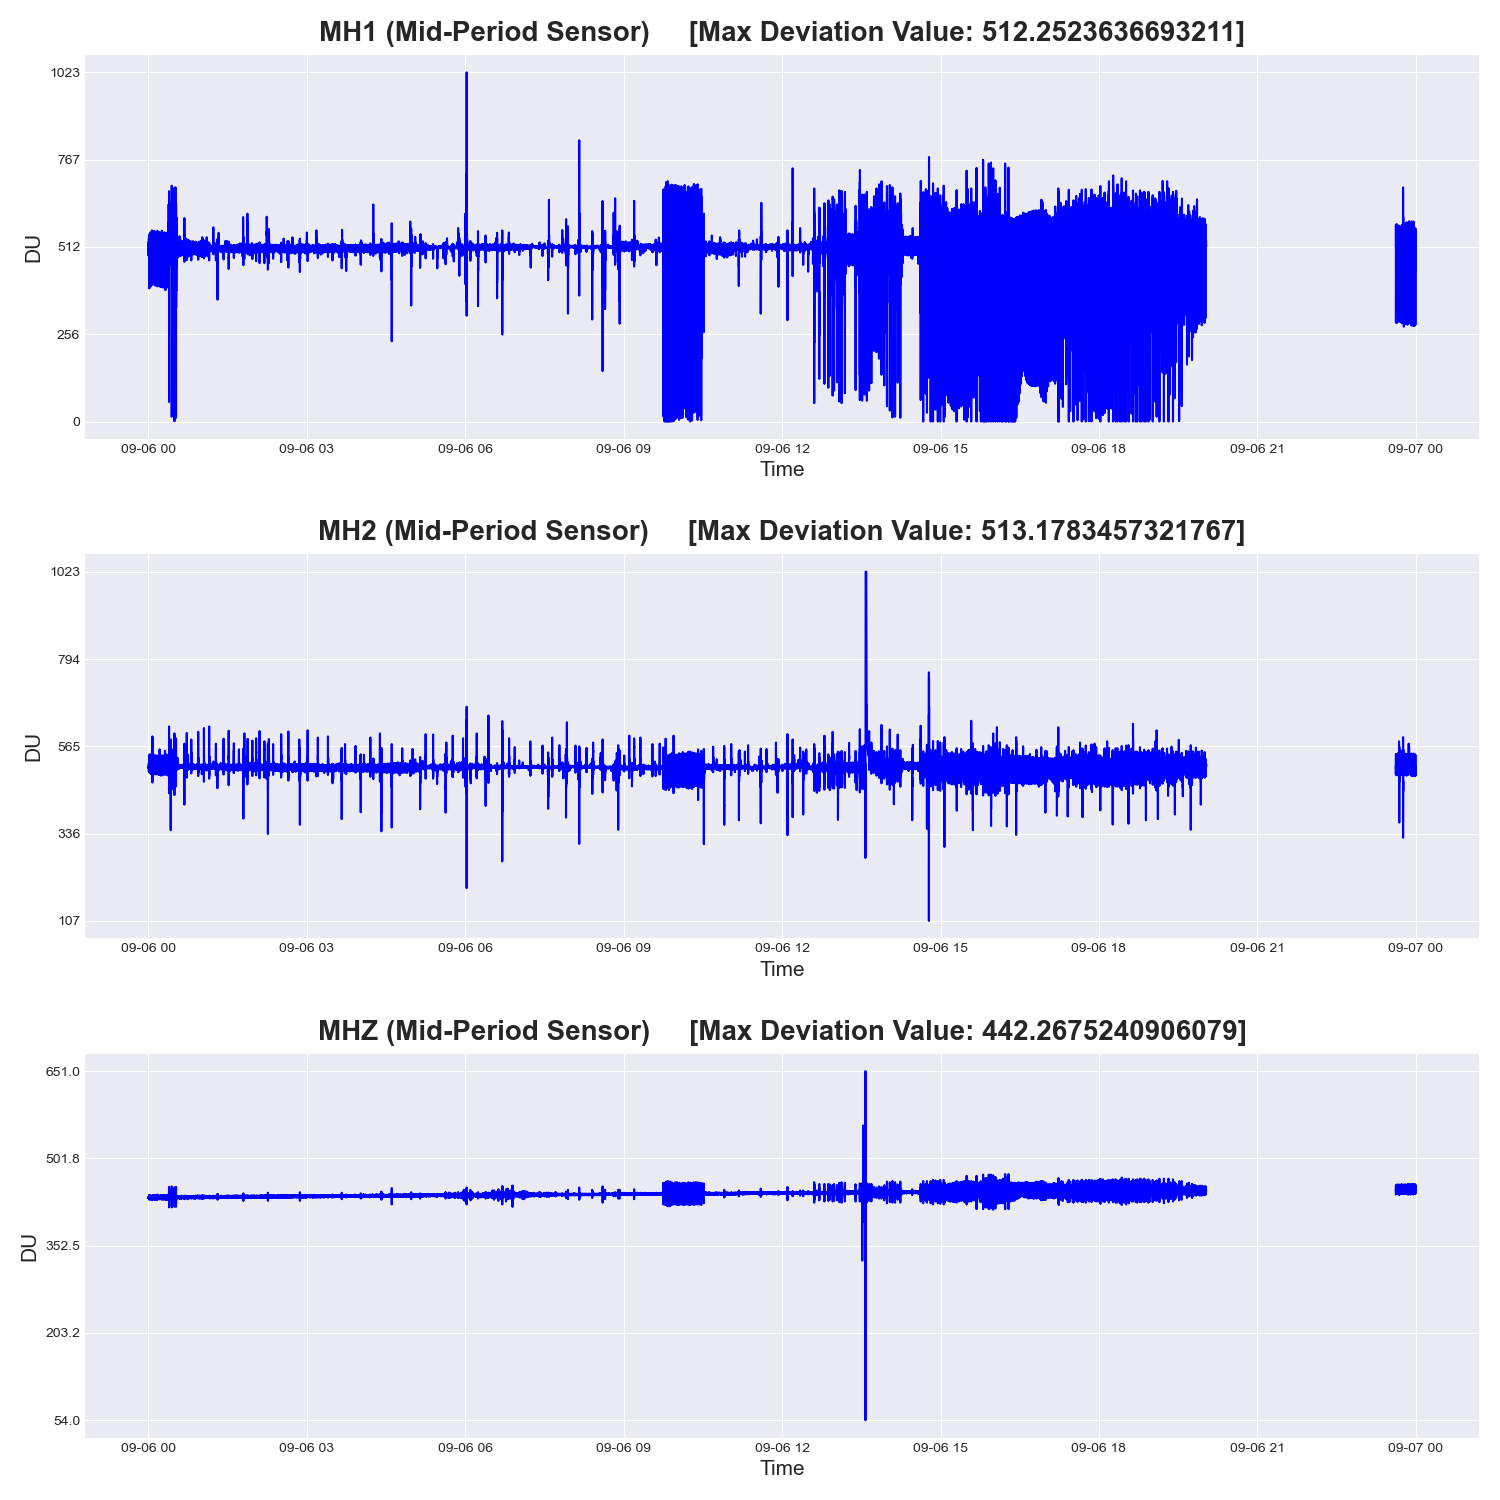 MH1 (Mid-Period Sensor) [Max Deviation Value: 512.2523636693211]
1023
767
512
256
0
DU
09-06 00 09-06 03 09-06 06 09-06 09 09-06 12 09-06 15 09-06 18 09-06 21 09-07 00
Time
MH2 (Mid-Period Sensor) [Max Deviation Value: 513.1783457321767]
1023
794
565
336
107
DU
09-06 00 09-06 03 09-06 06 09-06 09 09-06 12 09-06 15 09-06 18 09-06 21 09-07 00
Time
MHZ (Mid-Period Sensor) [Max Deviation Value: 442.2675240906079]
651.0
501.8
352.5
203.2
54.0
DU
09-06 00 09-06 03 09-06 06 09-06 09 09-06 12 09-06 15 09-06 18 09-06 21 09-07 00
Time